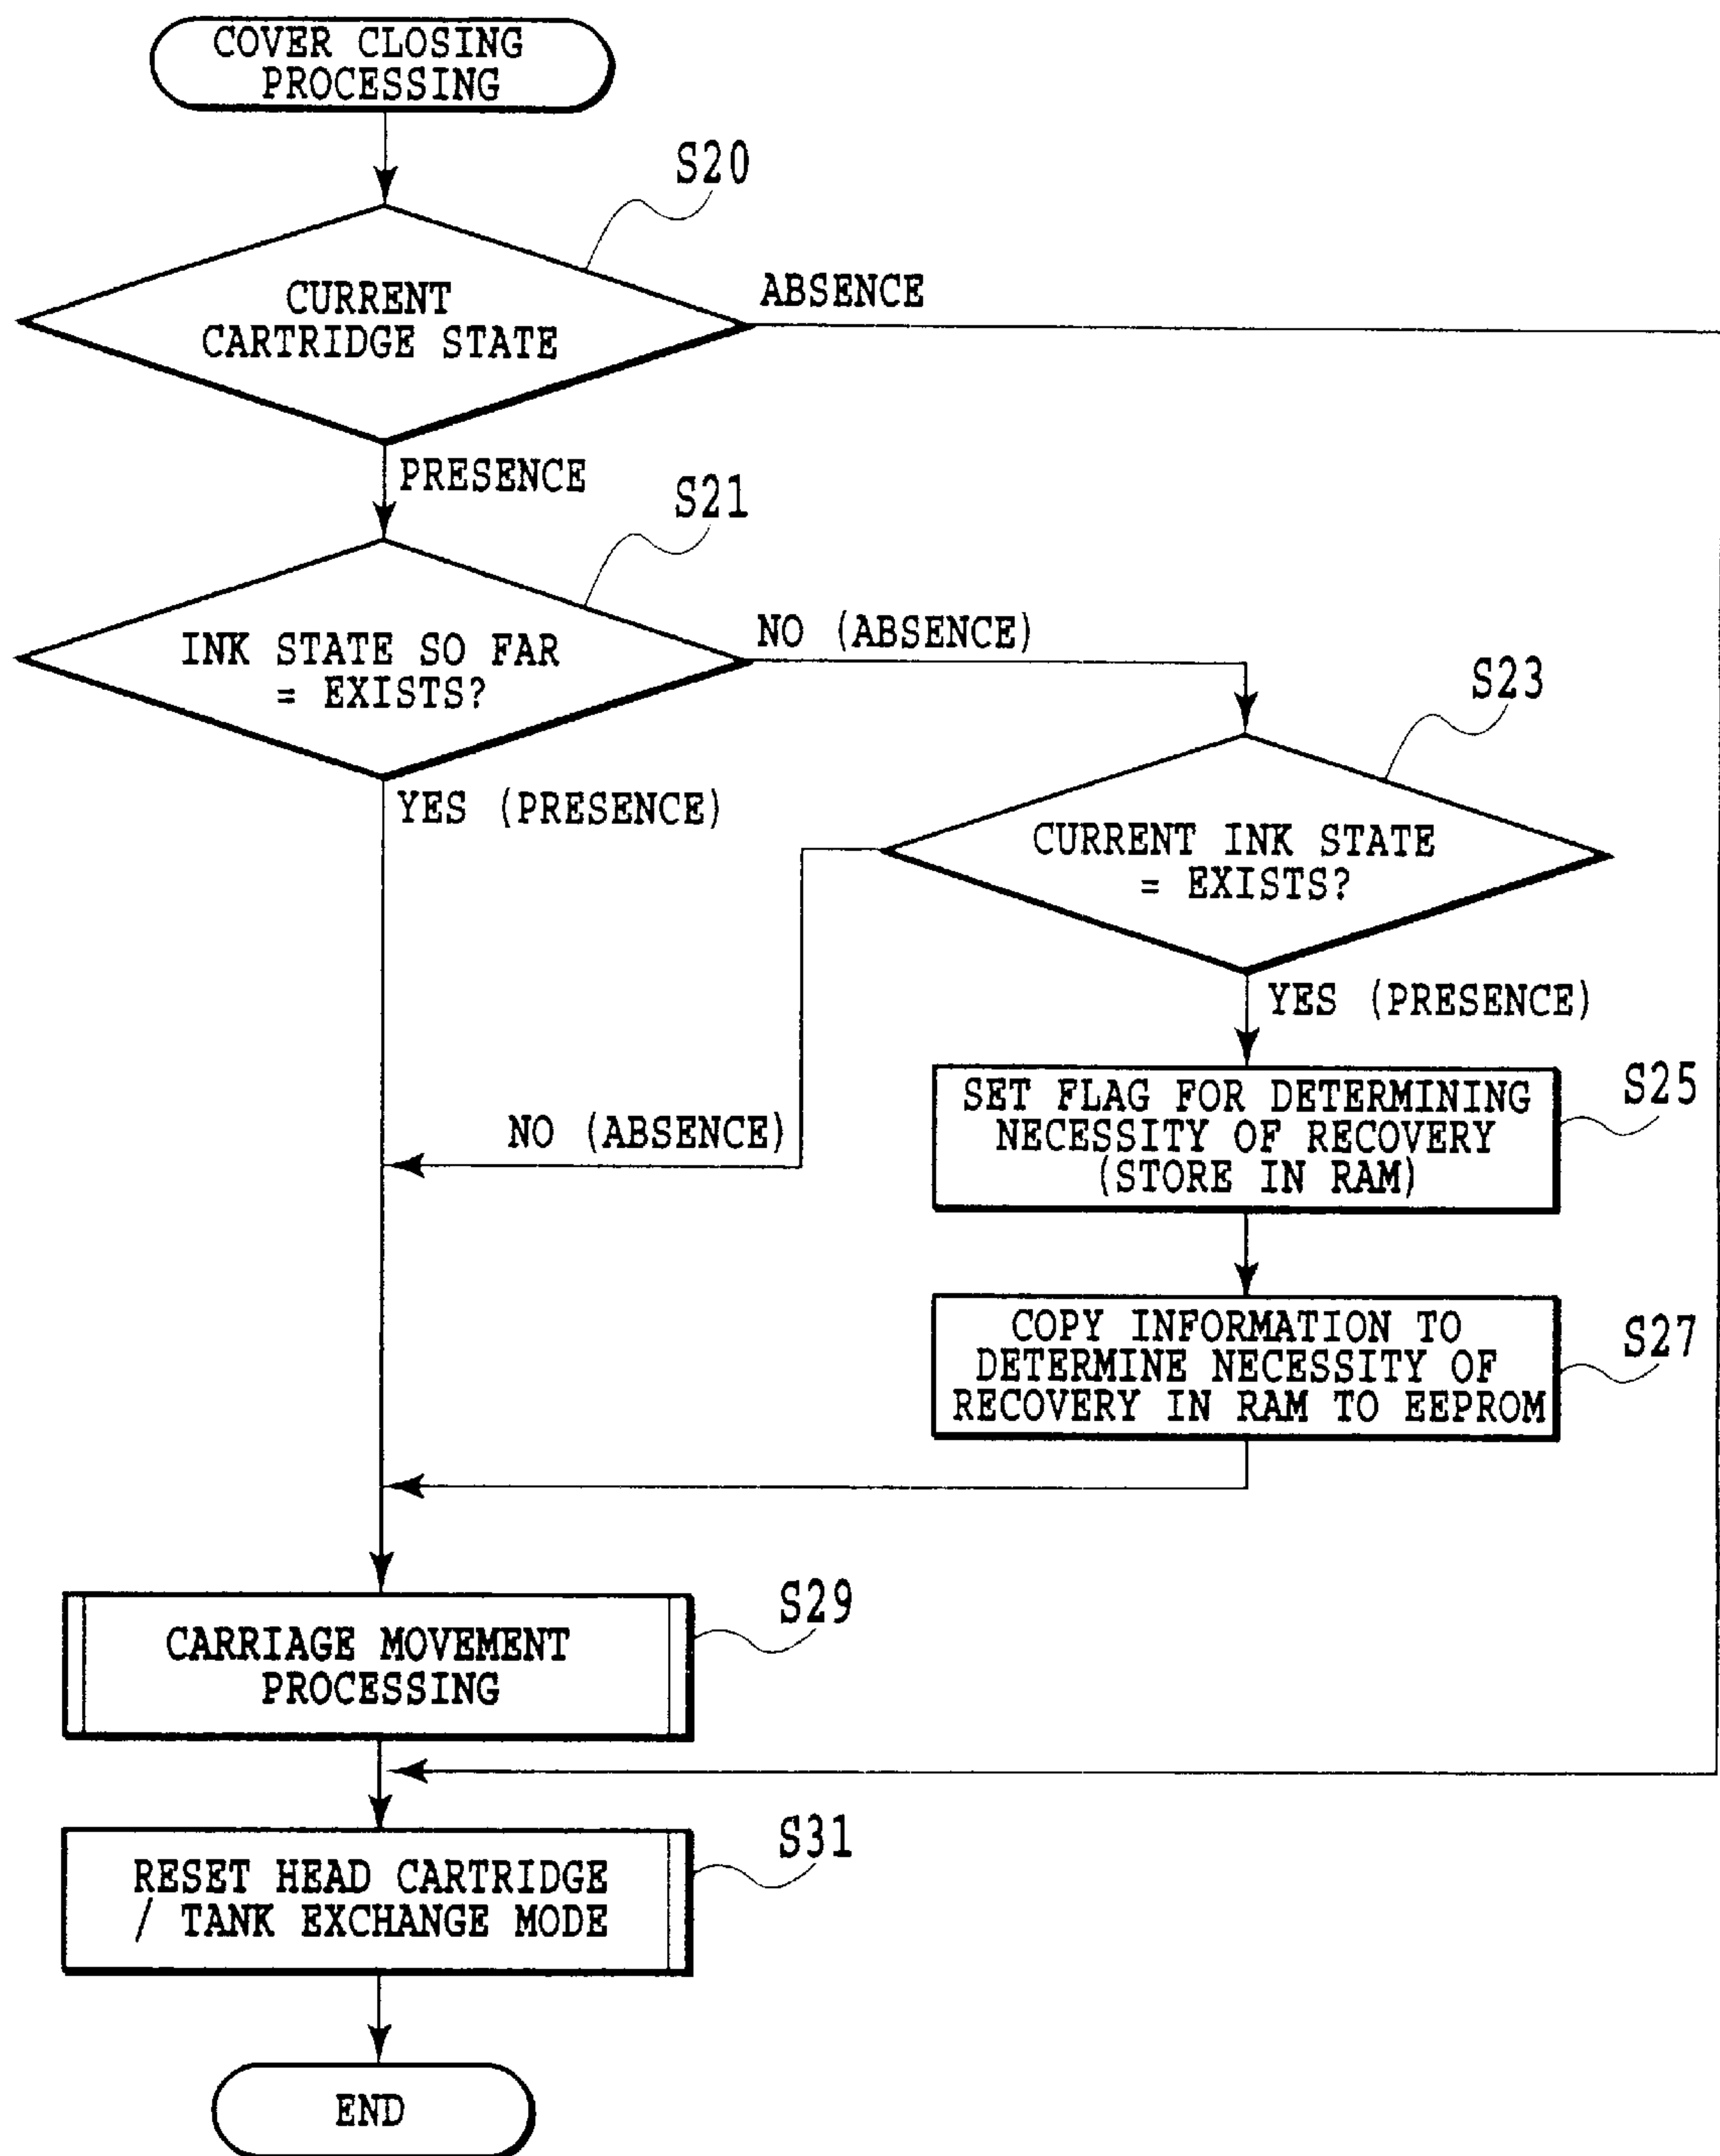 COVER CLOSING
PROCESSING
S20
CURRENT
CARTRIDGE STATE
ABSENCE
PRESENCE
S21
INK STATE SO FAR
= EXISTS?
NO (ABSENCE)
YES (PRESENCE)
S23
CURRENT INK STATE
= EXISTS?
YES (PRESENCE)
NO (ABSENCE)
S25
SET FLAG FOR DETERMINING
NECESSITY OF RECOVERY
(STORE IN RAM)
S27
COPY INFORMATION TO
DETERMINE NECESSITY OF
RECOVERY IN RAM TO EEPROM
S29
CARRIAGE MOVEMENT
PROCESSING
S31
RESET HEAD CARTRIDGE
/ TANK EXCHANGE MODE
END